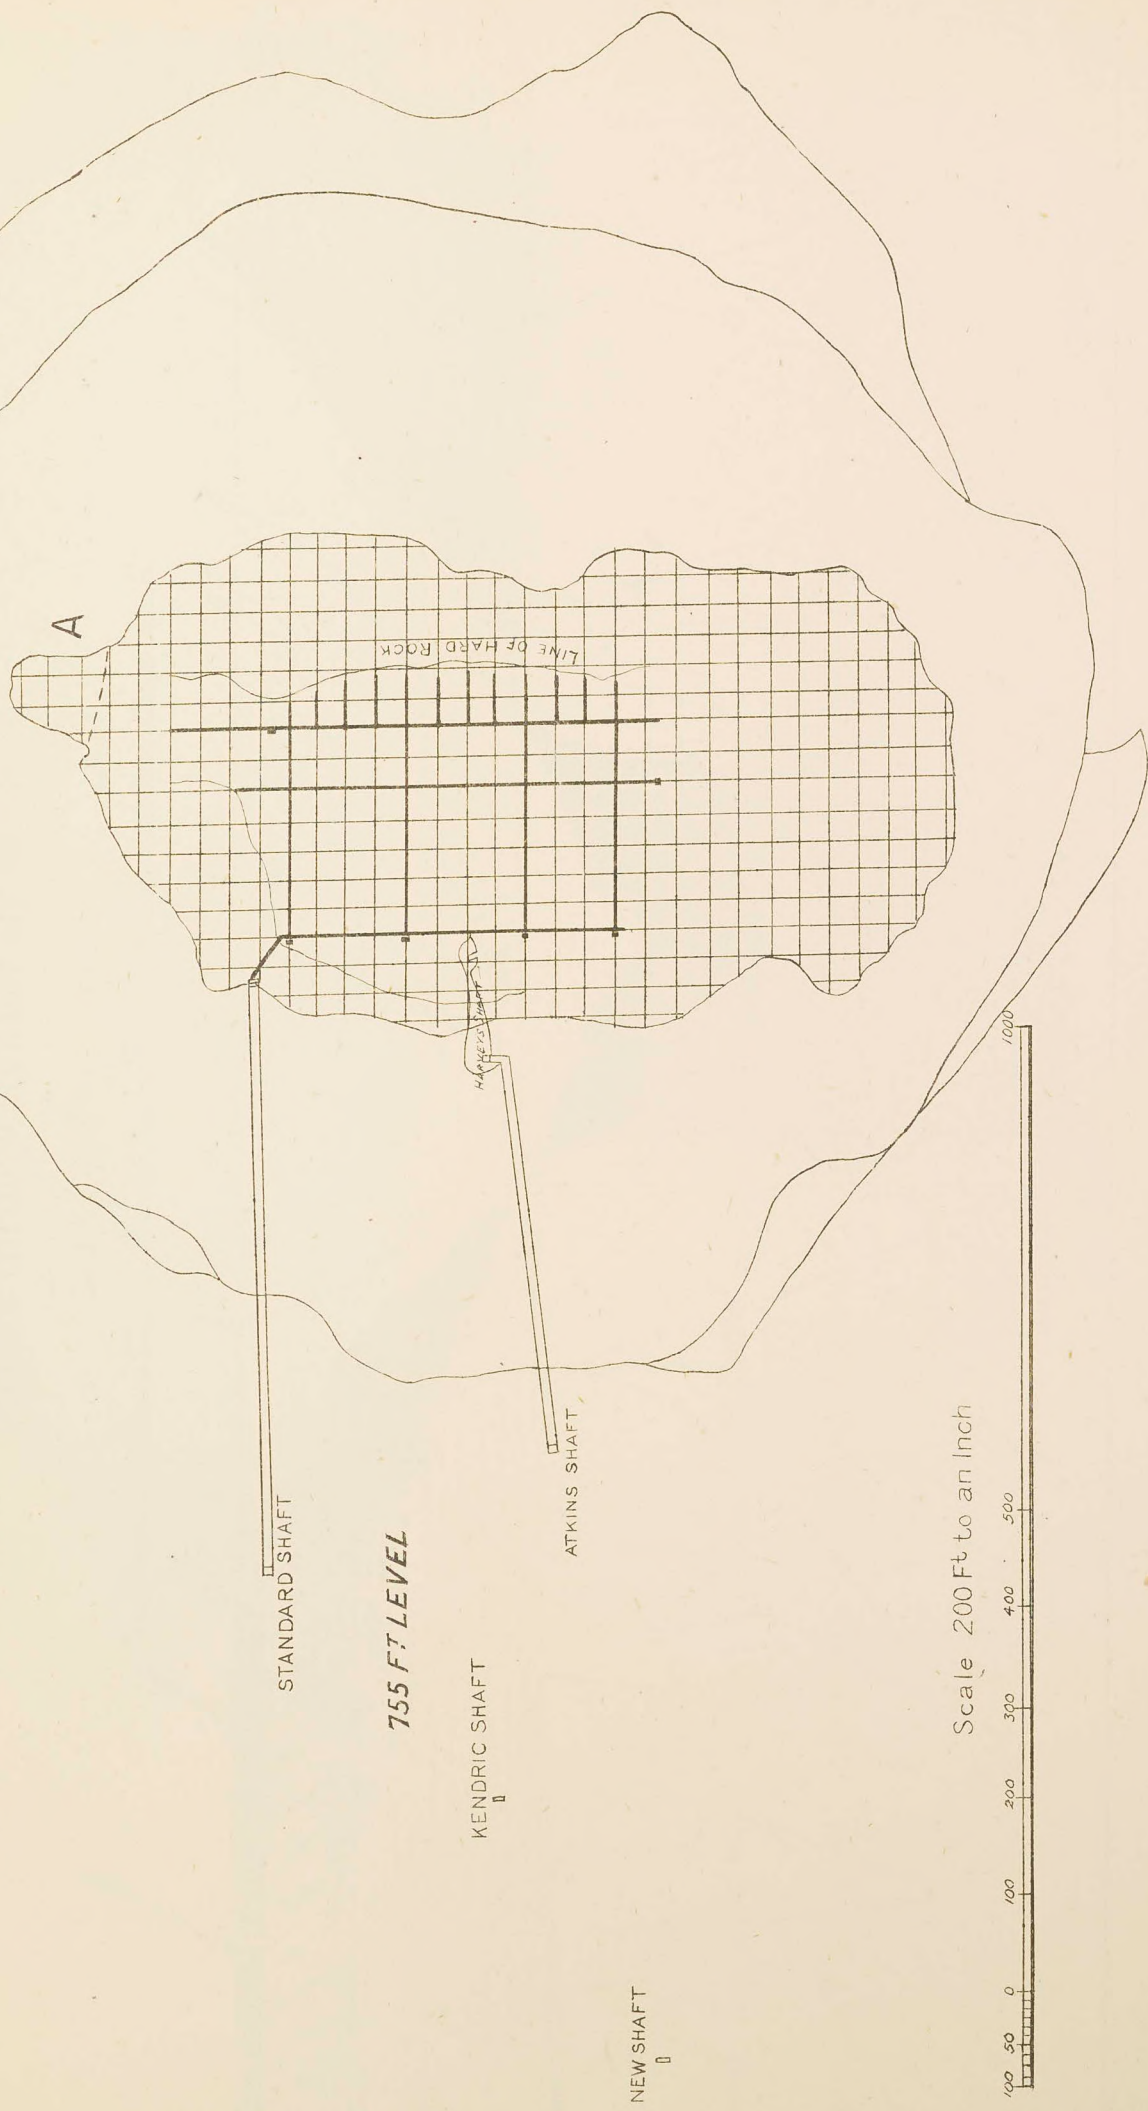 A
LINE OF HARD ROCK
HARVEYS SHAFT
STANDARD SHAFT
755 FT LEVEL
ATKINS SHAFT
KENDRIC SHAFT
NEW SHAFT
Scale 200 Ft to an Inch
100 50 0 100 200 300 400 500 1000